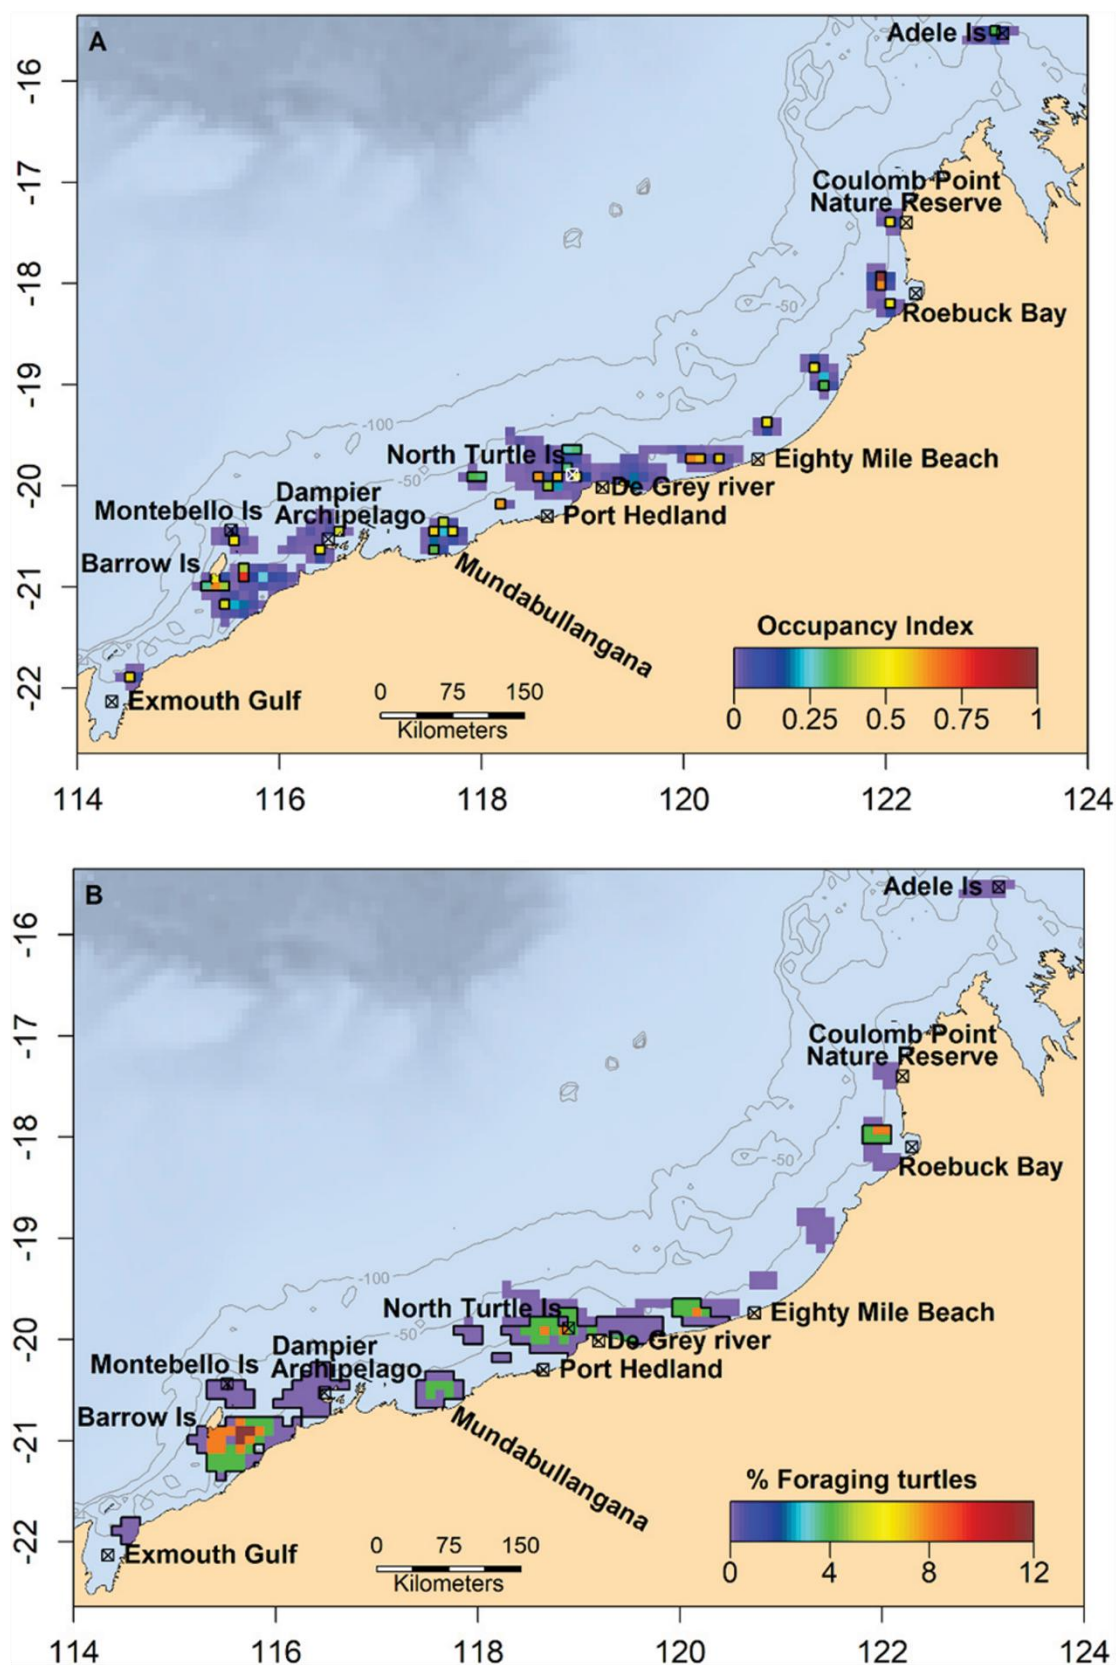 A
Adele Is
-16
-17
Coulomb Point
Nature Reserve
-18
-50
Roebuck Bay
-19
-100
North Turtle Is
Eighty Mile Beach
-20
-50
De Grey river
Dampier
Archipelago
Port Hedland
Montebello Is
Barrow Is
-21
Mundabullangana
Occupancy Index
-22
Exmouth Gulf
0 75 150
Kilometers
0 0.25 0.5 0.75 1
114 116 118 120 122 124
B
Adele Is
-16
-17
Coulomb Point
Nature Reserve
-18
-50
Roebuck Bay
-19
-100
North Turtle Is
Eighty Mile Beach
-20
-50
De Grey river
Dampier
Archipelago
Port Hedland
Montebello Is
Barrow Is
-21
Mundabullangana
% Foraging turtles
-22
Exmouth Gulf
0 75 150
Kilometers
0 4 8 12
114 116 118 120 122 124